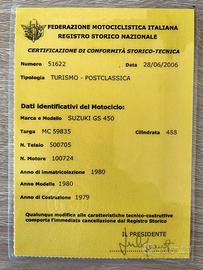 FEDERAZIONE MOTOCICLISTICA ITALIANA
REGISTRO STORICO NAZIONALE
CERTIFICAZIONE DI CONFORMITÀ STORICO-TECNICA
Numero 51622 Data 28/06/2006
Tipologia TURISMO - POSTCLASSICA
Dati identificativi del Motociclo:
Marca e Modello SUZUKI GS 450
Targa MC 59835 Cilindrata 448
N. Telaio 500705
N. Motore 100724
Anno di immatricolazione 1980
Anno Modello 1980
Anno di Costruzione 1979
Qualunque modifica alle caratteristiche tecnico-costruttive
comporta l'immediata cancellazione dal Registro Storico
IL PRESIDENTE